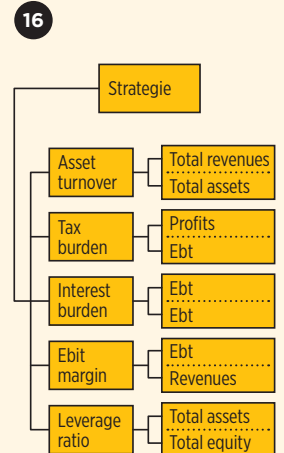 16
Strategie
Asset
turnover
Total revenues
Total assets
Tax
burden
Profits
Ebt
Interest
burden
Ebt
Ebt
Ebit
margin
Ebt
Revenues
Leverage
ratio
Total assets
Total equity